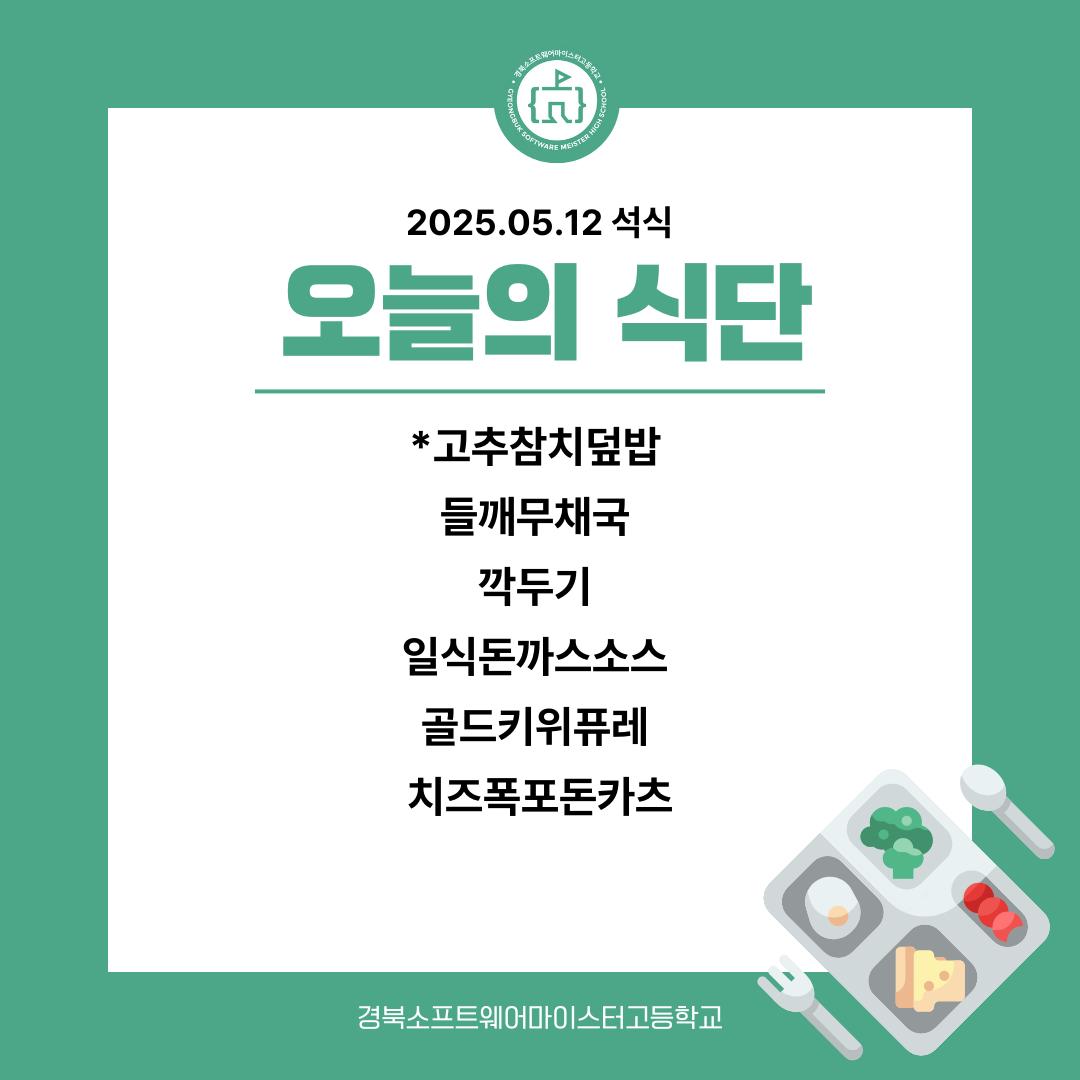 경북소프트웨어마이스터고등학교
GYEONGBUK SOFTWARE MEISTER HIGH SCHOOL
2025.05.12 석식
오늘의 식단
*고추참치덮밥
들깨무채국
깍두기
일식돈까스소스
골드키위퓨레
치즈폭포돈카츠
경북소프트웨어마이스터고등학교